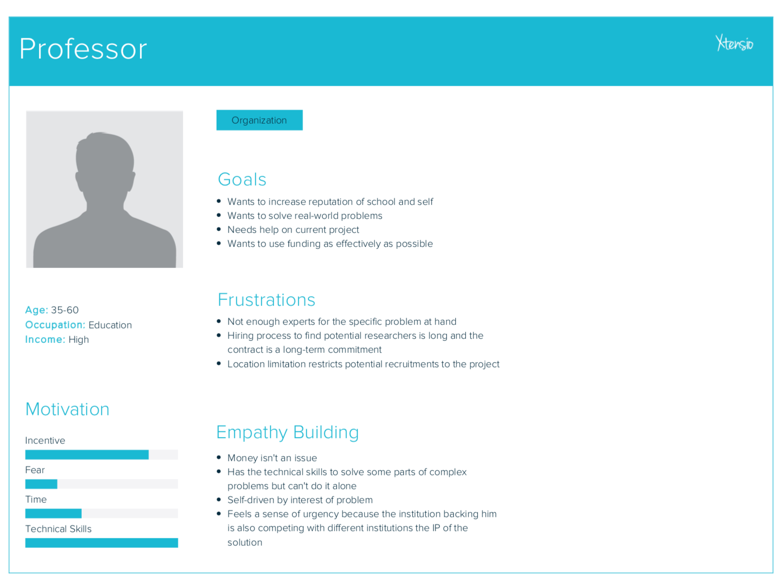 Professor
Xtensio
Organization
Goals
Wants to increase reputation of school and self
Wants to solve real-world problems
Needs help on current project
Wants to use funding as effectively as possible
Age: 35-60
Occupation: Education
Income: High
Frustrations
Not enough experts for the specific problem at hand
Hiring process to find potential researchers is long and the
contract is a long-term commitment
Location limitation restricts potential recruitments to the project
Motivation
Incentive
Fear
Time
Technical Skills
Empathy Building
Money isn't an issue
Has the technical skills to solve some parts of complex
problems but can't do it alone
Self-driven by interest of problem
Feels a sense of urgency because the institution backing him
is also competing with different institutions the IP of the
solution